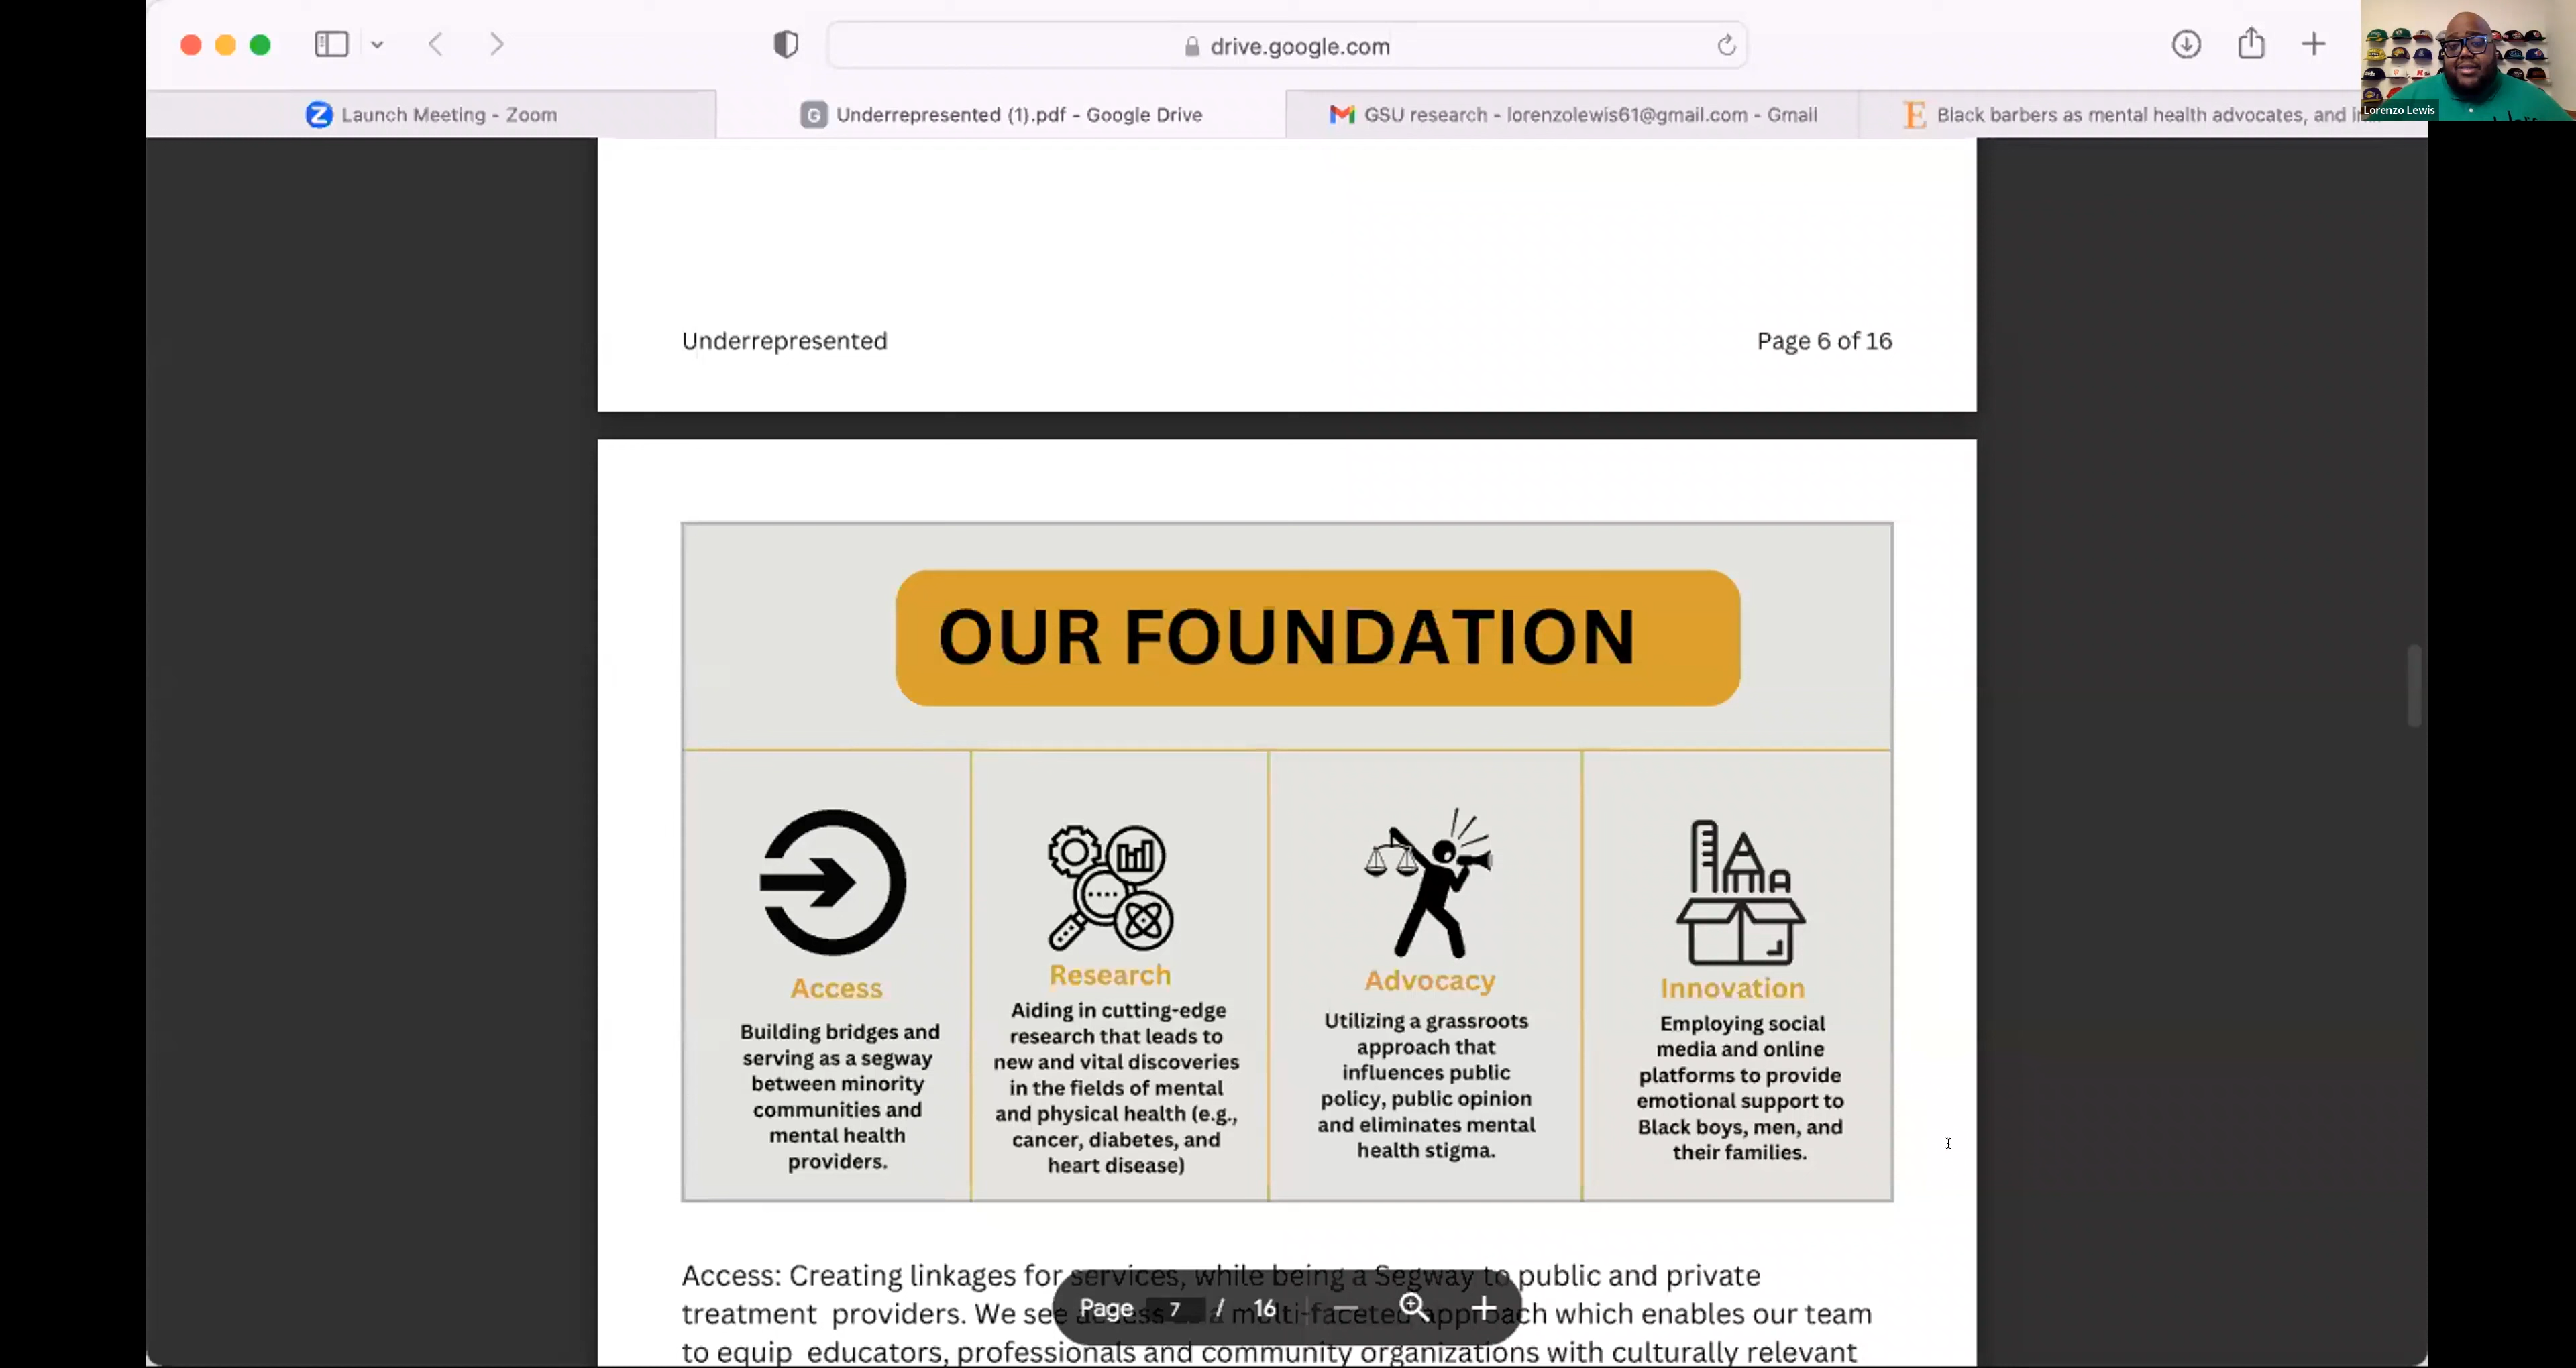 drive.google.com
Launch Meeting - Zoom
Underrepresented (1).pdf - Google Drive
GSU research - lorenzolewis61@gmail.com - Gmail
Black barbers as mental health advocates, and i
Lorenzo Lewis
Underrepresented
Page 6 of 16
OUR FOUNDATION
Access
Building bridges and
serving as a segway
between minority
communities and
mental health
providers.
Research
Aiding in cutting-edge
research that leads to
new and vital discoveries
in the fields of mental
and physical health (e.g.,
cancer, diabetes, and
heart disease)
Advocacy
Utilizing a grassroots
approach that
influences public
policy, public opinion
and eliminates mental
health stigma.
Innovation
Employing social
media and online
platforms to provide
emotional support to
Black boys, men, and
their families.
Access: Creating linkages for services, while being a Segway to public and private
treatment providers. We see access as a multi-faceted approach which enables our team
to equip educators, professionals and community organizations with culturally relevant
Page 7 / 16